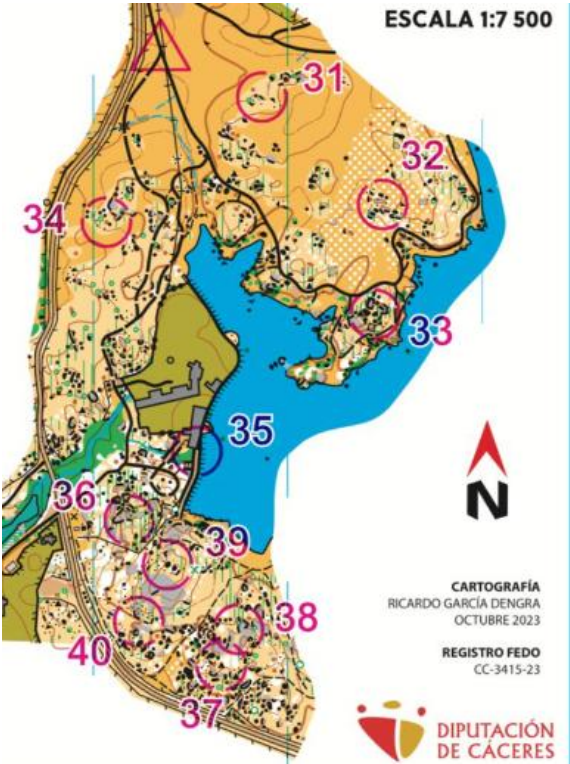 ESCALA 1:7 500
31
32
34
33
35
36
39
38
40
37
N
CARTOGRAFÍA
RICARDO GARCÍA DENGRA
OCTUBRE 2023
REGISTRO FEDO
CC-3415-23
DIPUTACIÓN
DE CÁCERES